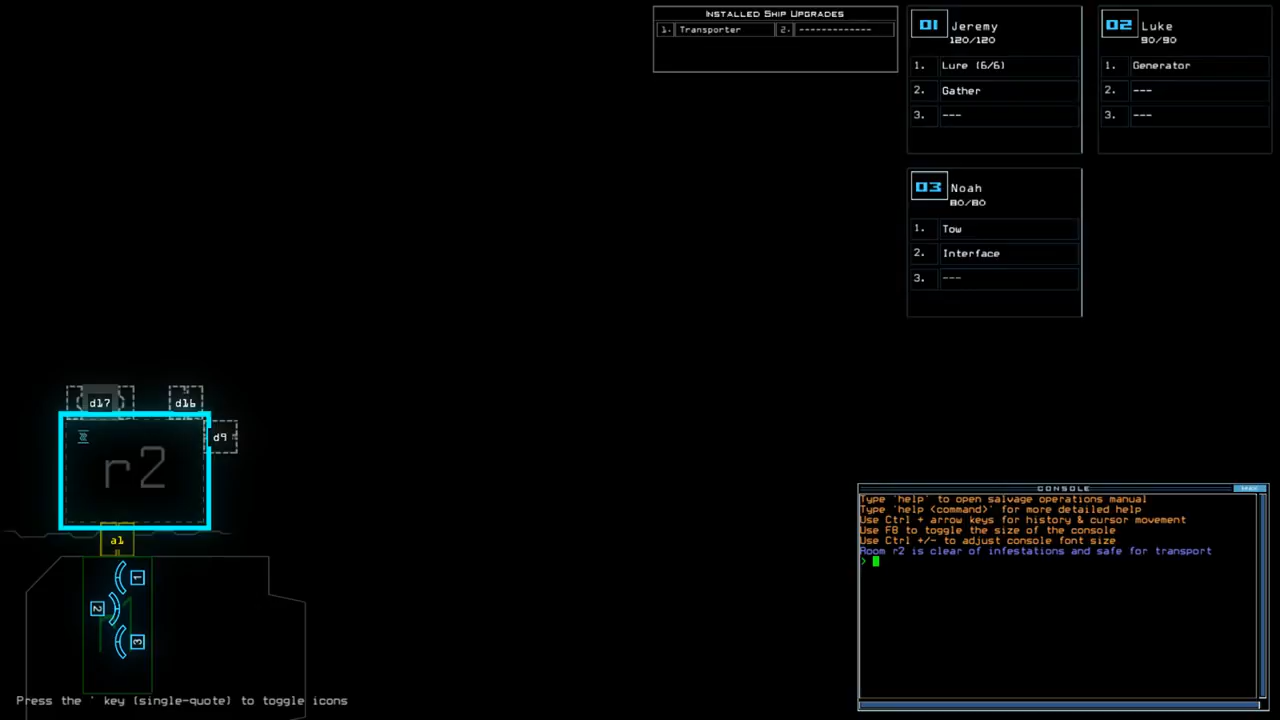 Installed Ship Upgrades
1. Transporter 2. -------------
01 Jeremy
120/120
1. Lure (6/6)
2. Gather
3. ---
02 Luke
90/90
1. Generator
2. ---
3. ---
03 Noah
80/80
1. Tow
2. Interface
3. ---
d17 d16
d9
r2
a1
1
2
3
Press the ' key (single-quote) to toggle icons
CONSOLE
Type 'help' to open salvage operations manual
Type 'help <command>' for more detailed help
Use Ctrl + arrow keys for history & cursor movement
Use F8 to toggle the size of the console
Use Ctrl +/- to adjust console font size
Room r2 is clear of infestations and safe for transport
>